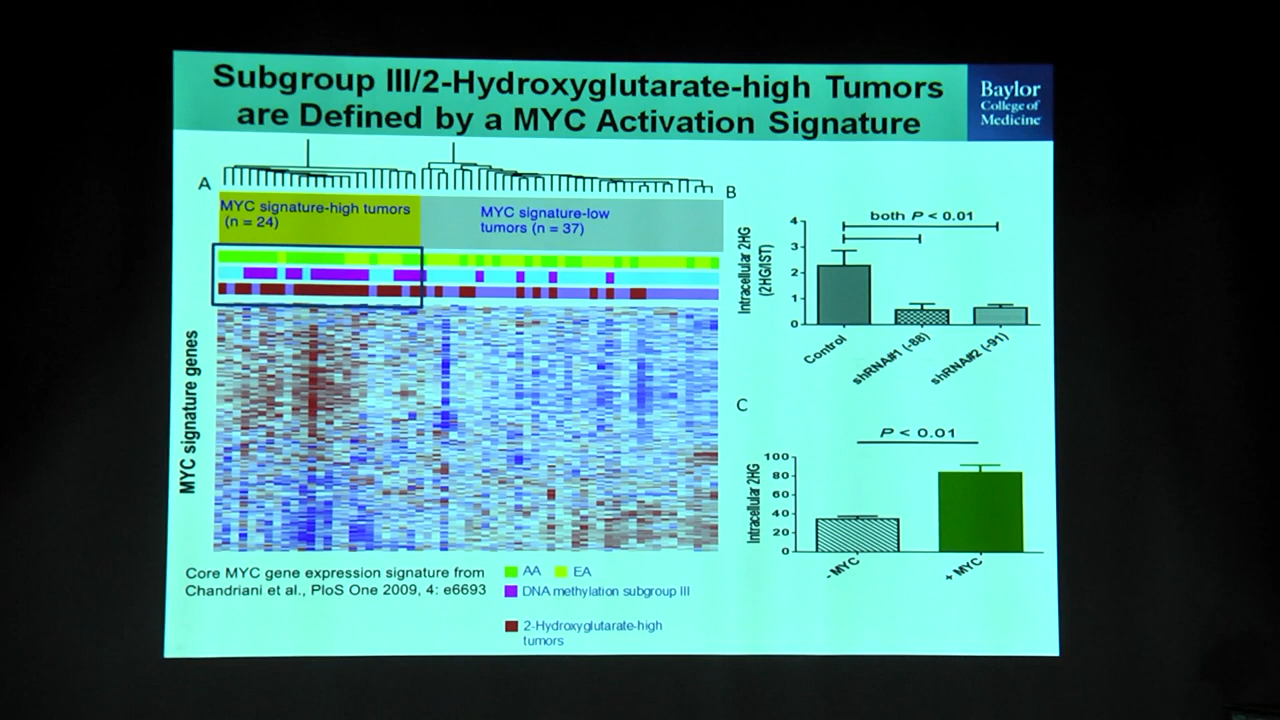 Subgroup III/2-Hydroxyglutarate-high Tumors
are Defined by a MYC Activation Signature
Baylor
College of
Medicine
A
MYC signature-high tumors
(n = 24)
MYC signature-low
tumors (n = 37)
MYC signature genes
Core MYC gene expression signature from
Chandriani et al., PloS One 2009, 4: e6693
AA
EA
DNA methylation subgroup III
2-Hydroxyglutarate-high
tumors
B
both P < 0.01
Intracellular 2HG
(2HG/IST)
4
3
2
1
0
Control
shRNA#1 (-88)
shRNA#2 (-91)
C
P < 0.01
Intracellular 2HG
100
80
60
40
20
0
- MYC
+ MYC